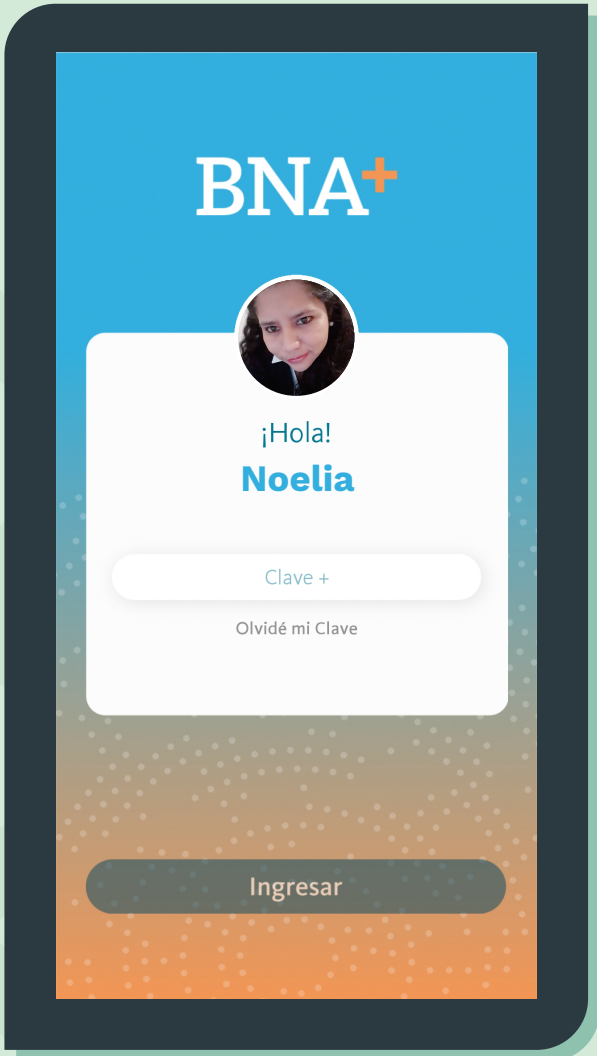 BNA+
¡Hola!
Noelia
Clave +
Olvidé mi Clave
Ingresar